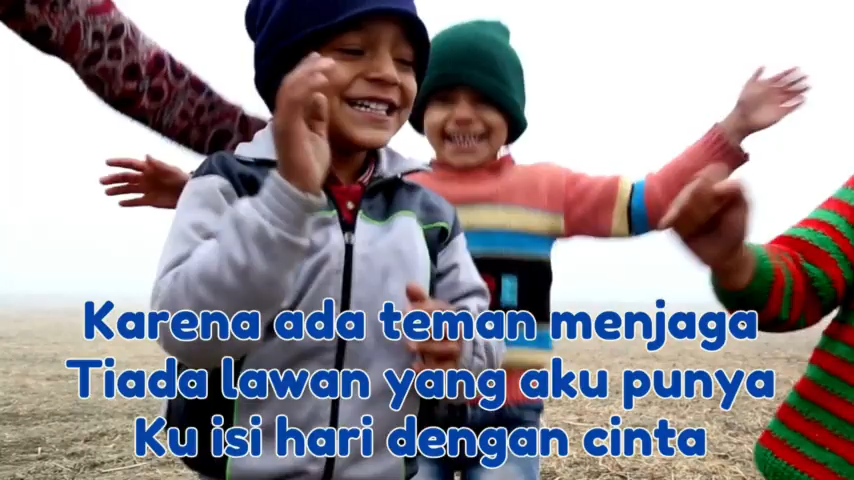 Karena ada teman menjaga
Tiada lawan yang aku punya
Ku isi hari dengan cinta